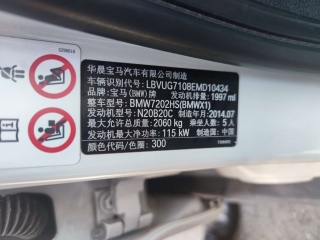 华晨宝马汽车有限公司制造
车辆识别代号: LBVUG7108EMD10434
品牌: 宝马(BMW)牌 发动机排量: 1997 ml
整车型号: BMW7202HS(BMWX1)
发动机型号: N20B20C 制造年月: 2014.07
最大允许总质量: 2060 kg 乘坐人数: 5 人
发动机最大净功率: 115 kW 制造国: 中国
颜色代码/色圈: 300